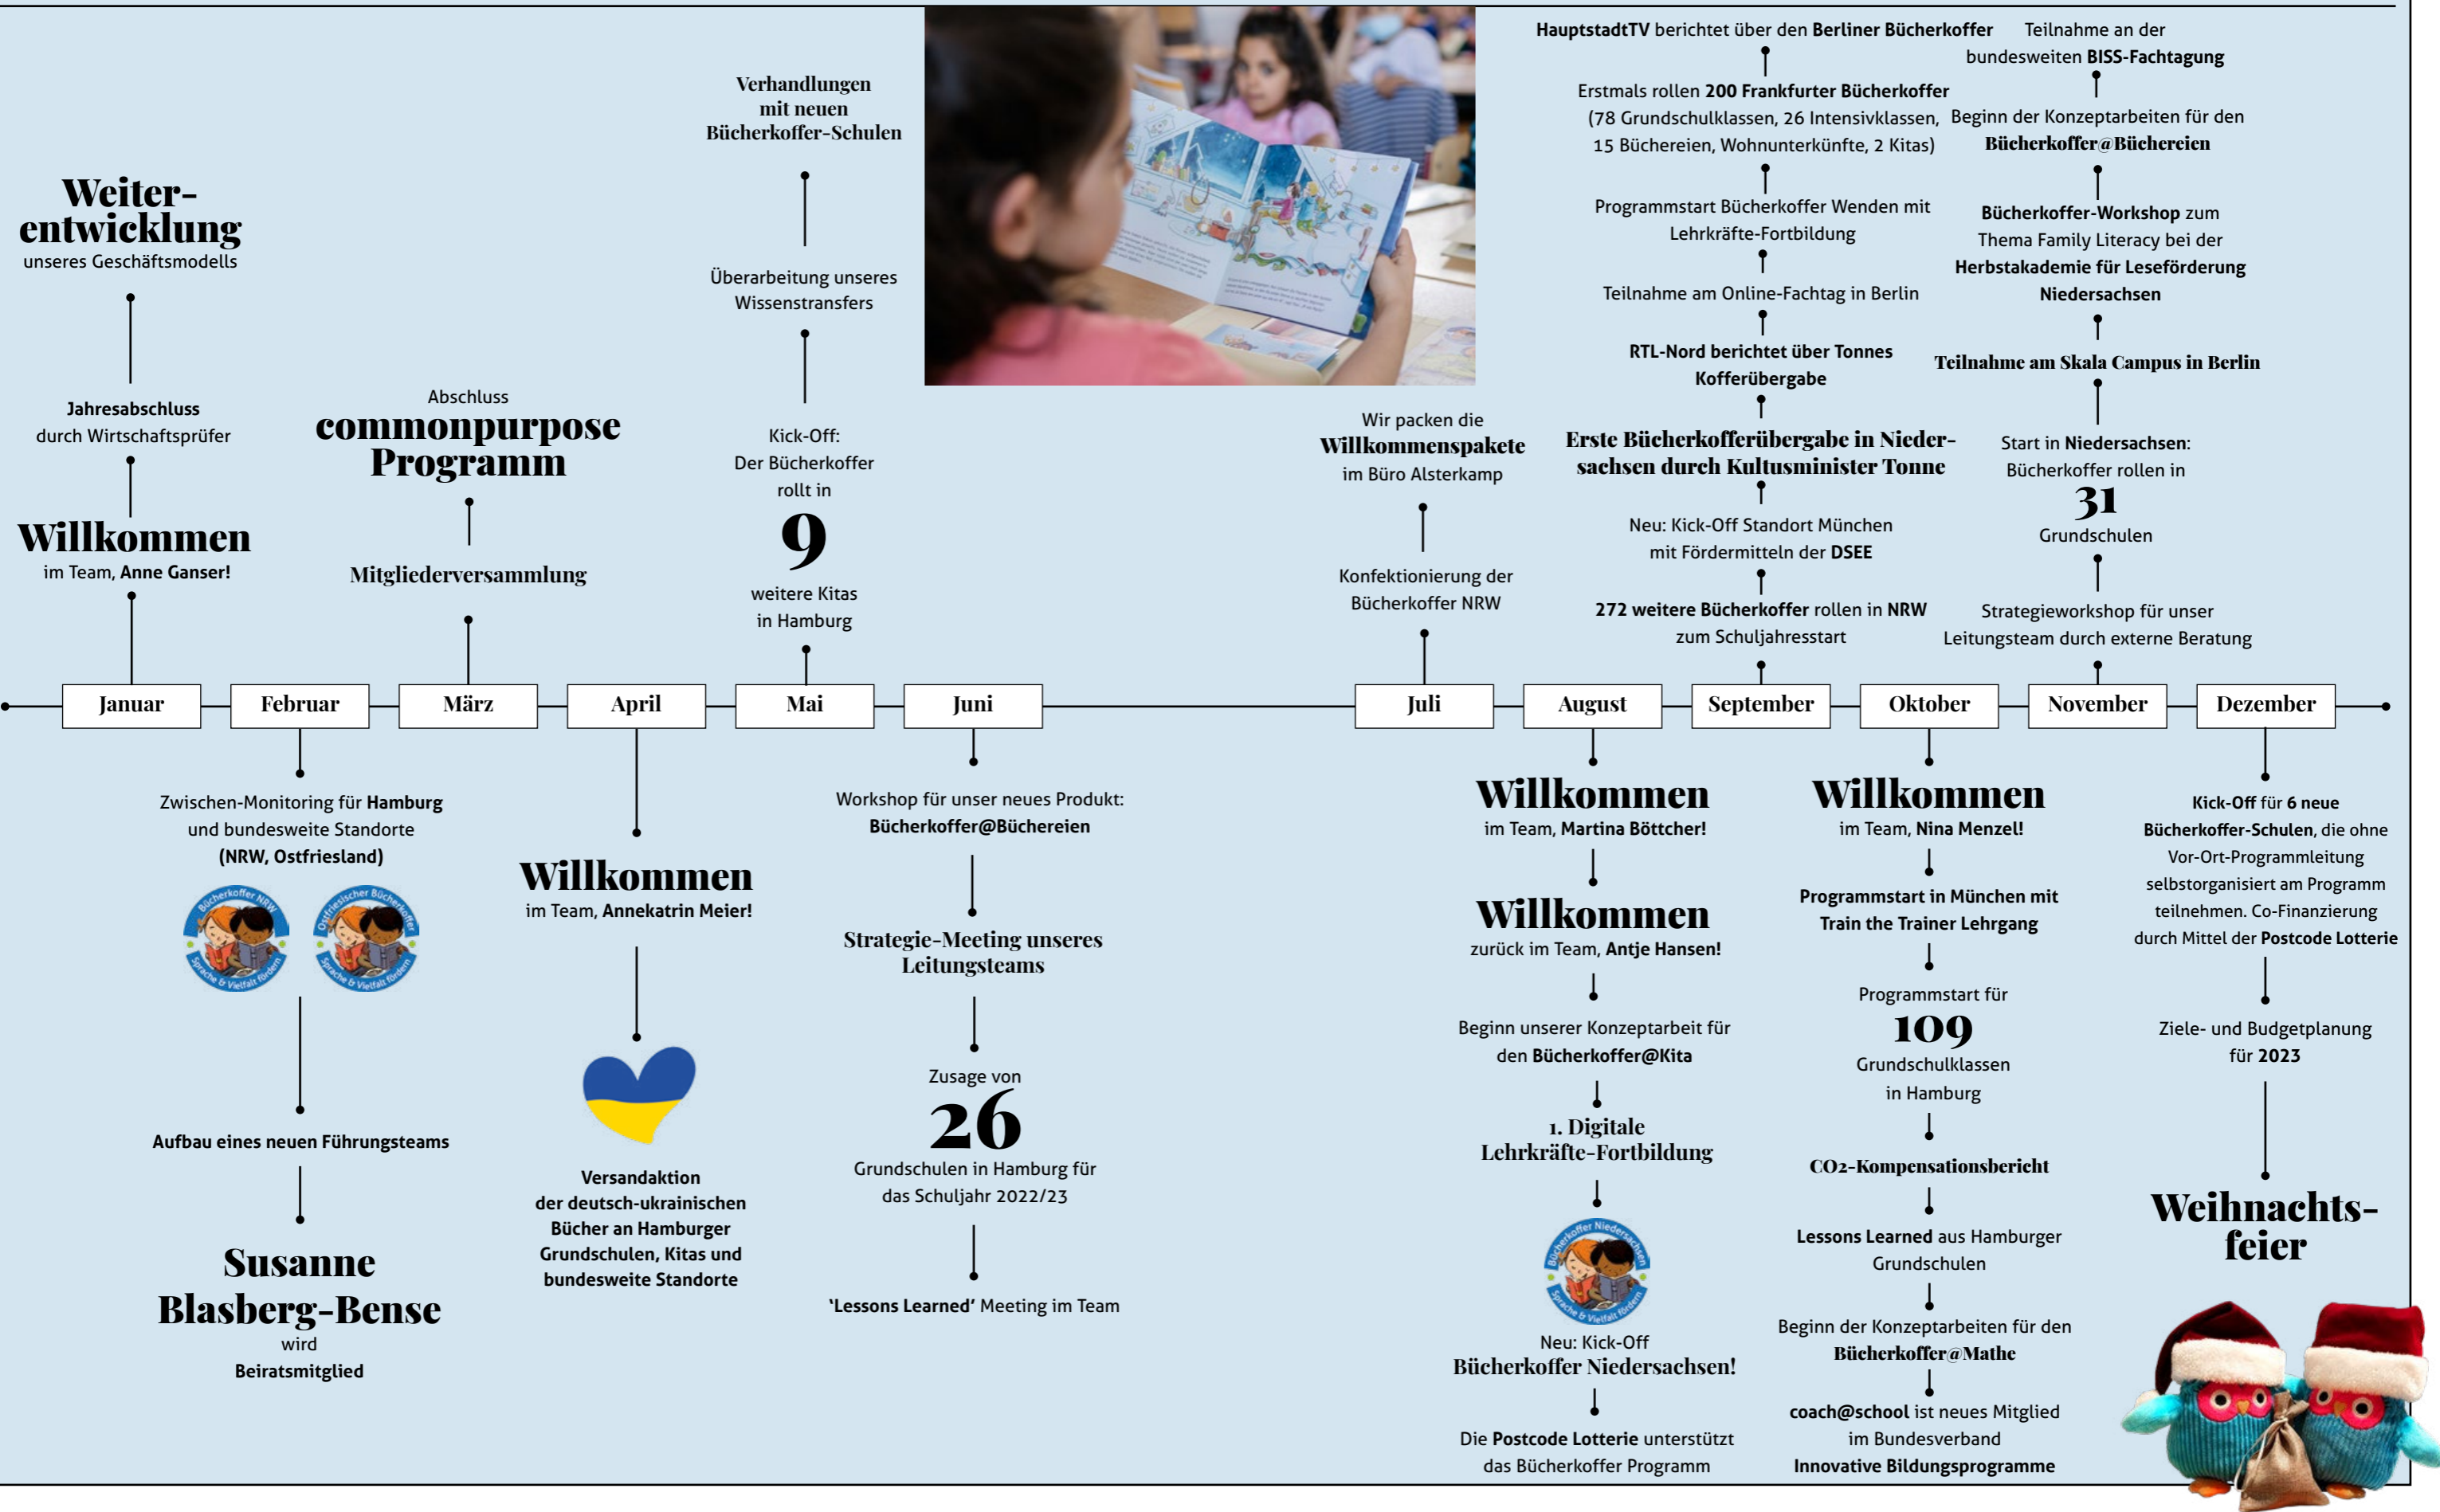 Weiter-
entwicklung
unseres Geschäftsmodells
Jahresabschluss
durch Wirtschaftsprüfer
Willkommen
im Team, Anne Ganser!
Abschluss
commonpurpose
Programm
Mitgliederversammlung
Verhandlungen
mit neuen
Bücherkoffer-Schulen
Überarbeitung unseres
Wissenstransfers
Kick-Off:
Der Bücherkoffer
rollt in
9
weitere Kitas
in Hamburg
Wir packen die
Willkommenspakete
im Büro Alsterkamp
Konfektionierung der
Bücherkoffer NRW
HauptstadtTV berichtet über den Berliner Bücherkoffer
Erstmals rollen 200 Frankfurter Bücherkoffer
(78 Grundschulklassen, 26 Intensivklassen,
15 Büchereien, Wohnunterkünfte, 2 Kitas)
Programmstart Bücherkoffer Wenden mit
Lehrkräfte-Fortbildung
Teilnahme am Online-Fachtag in Berlin
RTL-Nord berichtet über Tonnes
Kofferübergabe
Erste Bücherkofferübergabe in Nieder-
sachsen durch Kultusminister Tonne
Neu: Kick-Off Standort München
mit Fördermitteln der DSEE
272 weitere Bücherkoffer rollen in NRW
zum Schuljahresstart
Teilnahme an der
bundesweiten BISS-Fachtagung
Beginn der Konzeptarbeiten für den
Bücherkoffer@Büchereien
Bücherkoffer-Workshop zum
Thema Family Literacy bei der
Herbstakademie für Leseförderung
Niedersachsen
Teilnahme am Skala Campus in Berlin
Start in Niedersachsen:
Bücherkoffer rollen in
31
Grundschulen
Strategieworkshop für unser
Leitungsteam durch externe Beratung
Januar
Februar
März
April
Mai
Juni
Juli
August
September
Oktober
November
Dezember
Zwischen-Monitoring für Hamburg
und bundesweite Standorte
(NRW, Ostfriesland)
Bücherkoffer NRW
Sprache & Vielfalt fördern
Ostfriesischer Bücherkoffer
Sprache & Vielfalt fördern
Aufbau eines neuen Führungsteams
Susanne
Blasberg-Bense
wird
Beiratsmitglied
Willkommen
im Team, Annekatrin Meier!
Versandaktion
der deutsch-ukrainischen
Bücher an Hamburger
Grundschulen, Kitas und
bundesweite Standorte
Workshop für unser neues Produkt:
Bücherkoffer@Büchereien
Strategie-Meeting unseres
Leitungsteams
Zusage von
26
Grundschulen in Hamburg für
das Schuljahr 2022/23
‘Lessons Learned’ Meeting im Team
Willkommen
im Team, Martina Böttcher!
Willkommen
zurück im Team, Antje Hansen!
Beginn unserer Konzeptarbeit für
den Bücherkoffer@Kita
1. Digitale
Lehrkräfte-Fortbildung
Bücherkoffer Niedersachsen
Sprache & Vielfalt fördern
Neu: Kick-Off
Bücherkoffer Niedersachsen!
Die Postcode Lotterie unterstützt
das Bücherkoffer Programm
Willkommen
im Team, Nina Menzel!
Programmstart in München mit
Train the Trainer Lehrgang
Programmstart für
109
Grundschulklassen
in Hamburg
CO2-Kompensationsbericht
Lessons Learned aus Hamburger
Grundschulen
Beginn der Konzeptarbeiten für den
Bücherkoffer@Mathe
coach@school ist neues Mitglied
im Bundesverband
Innovative Bildungsprogramme
Kick-Off für 6 neue
Bücherkoffer-Schulen, die ohne
Vor-Ort-Programmleitung
selbstorganisiert am Programm
teilnehmen. Co-Finanzierung
durch Mittel der Postcode Lotterie
Ziele- und Budgetplanung
für 2023
Weihnachts-
feier